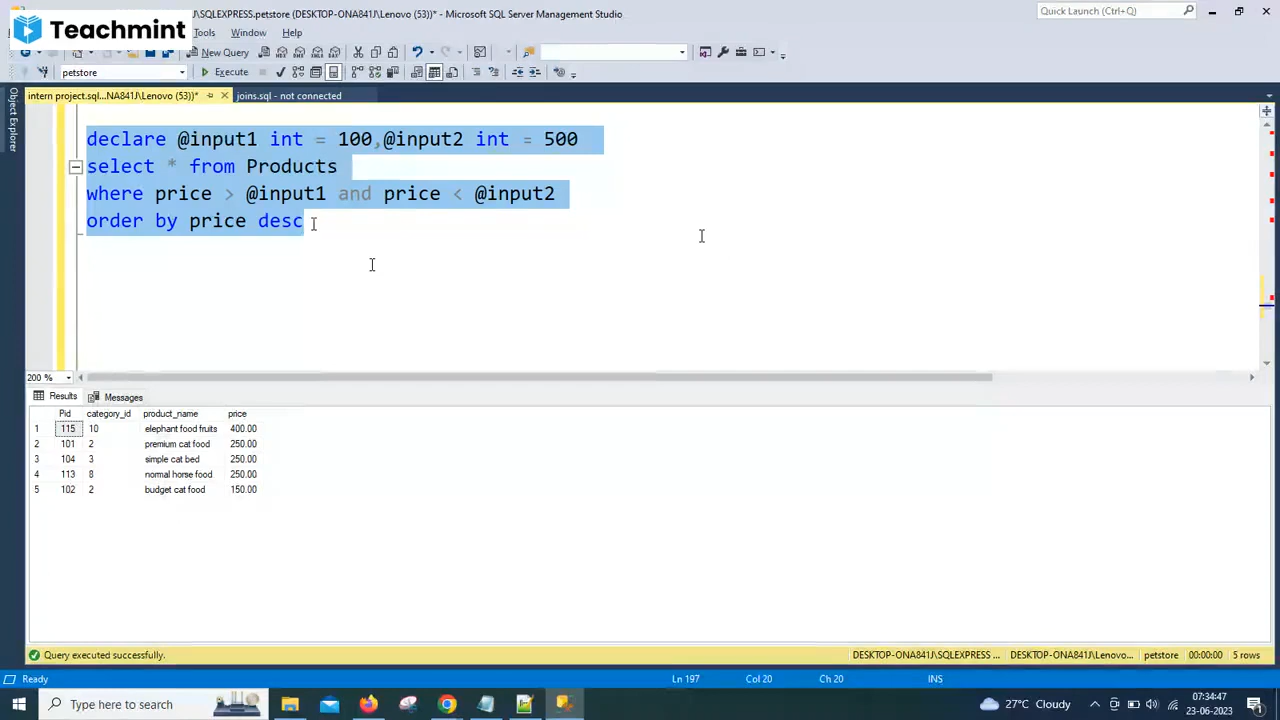 J\SQLEXPRESS.petstore (DESKTOP-ONA841J\Lenovo (53))* - Microsoft SQL Server Management Studio
Quick Launch (Ctrl+Q)
Teachmint
Tools Window Help
New Query
petstore Execute
intern project.sql...NA841J\Lenovo (53))* joins.sql - not connected
Object Explorer
declare @input1 int = 100,@input2 int = 500
select * from Products
where price > @input1 and price < @input2
order by price desc
200 %
Results Messages
Pid category_id product_name price
1 115 10 elephant food fruits 400.00
2 101 2 premium cat food 250.00
3 104 3 simple cat bed 250.00
4 113 8 normal horse food 250.00
5 102 2 budget cat food 150.00
Query executed successfully. DESKTOP-ONA841J\SQLEXPRESS ... DESKTOP-ONA841J\Lenovo... petstore 00:00:00 5 rows
Ready Ln 197 Col 20 Ch 20 INS
Type here to search 27°C Cloudy 07:34:47
23-06-2023